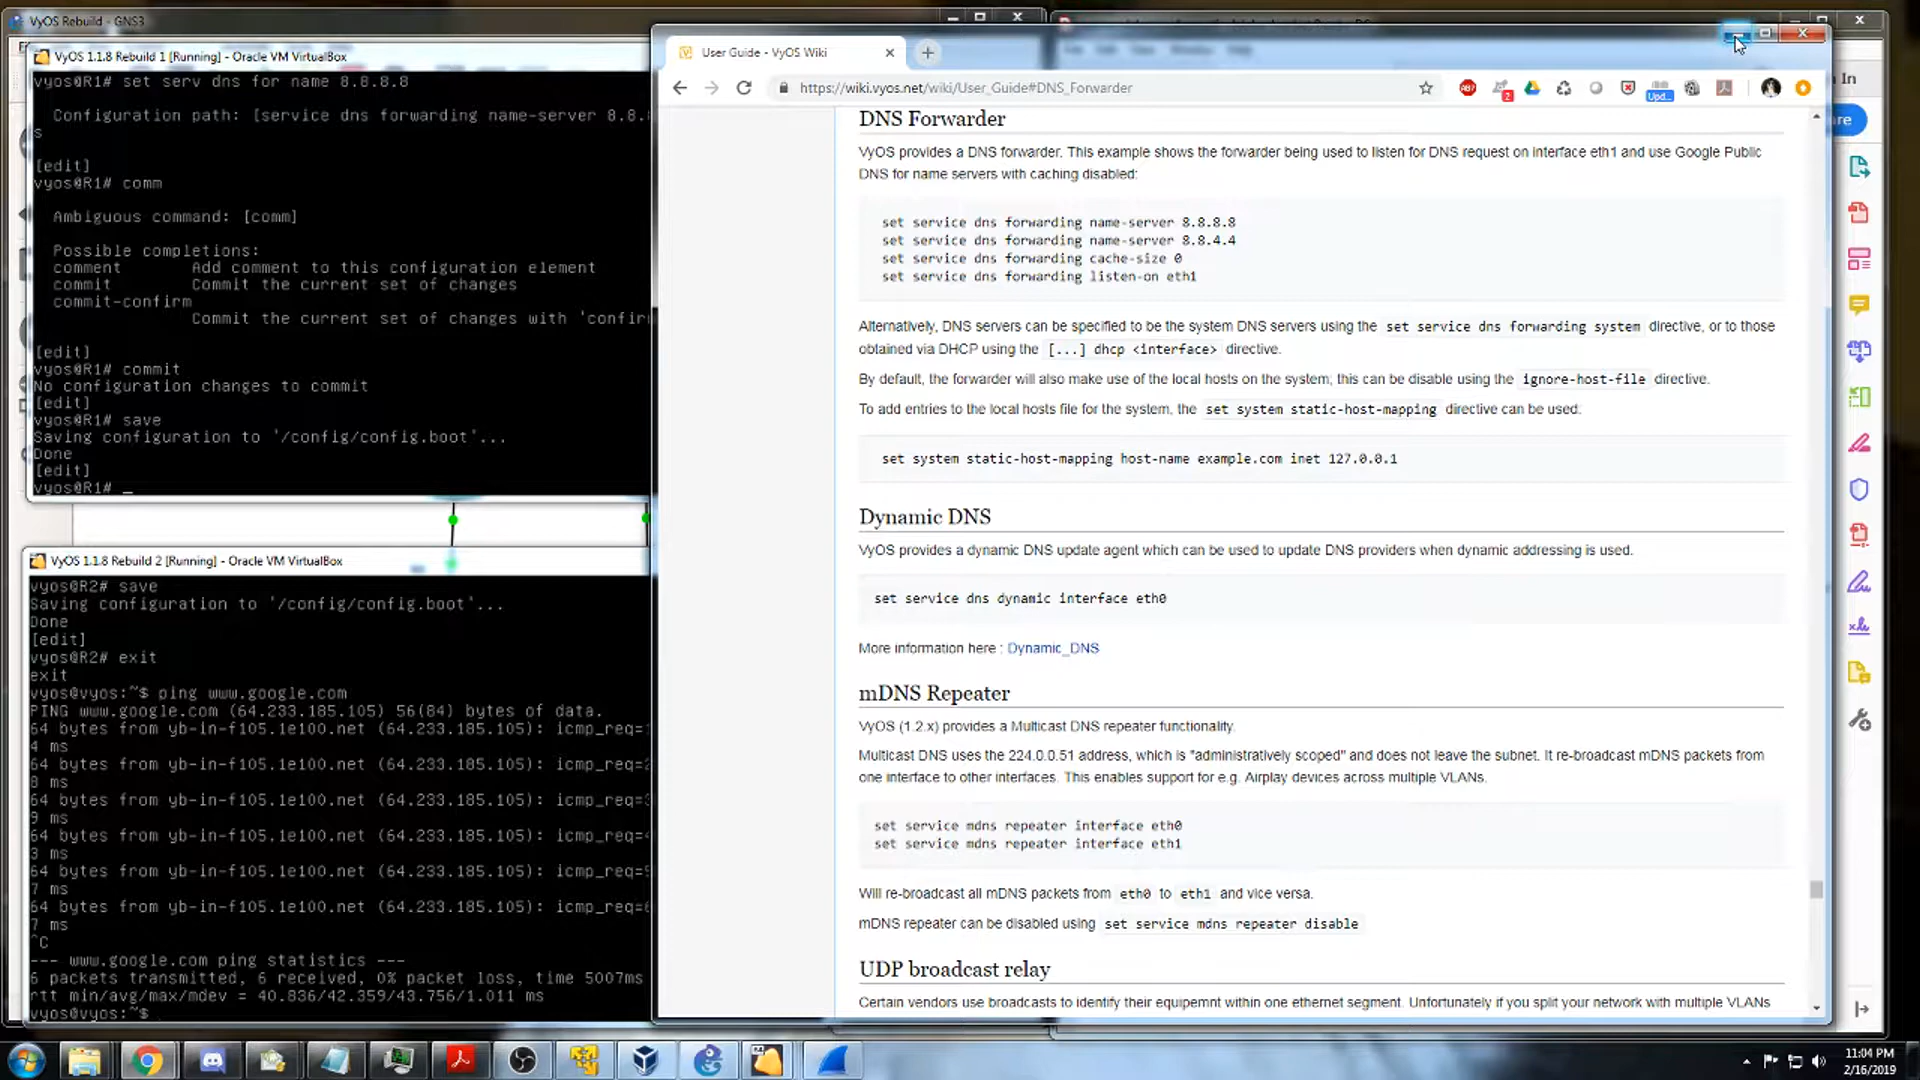 VyOS Rebuild - GNS3
VyOS 1.1.8 Rebuild 1 [Running] - Oracle VM VirtualBox
vyos@R1# set serv dns for name 8.8.8.8
Configuration path: [service dns forwarding name-server 8.8.
s
[edit]
vyos@R1# comm
Ambiguous command: [comm]
Possible completions:
comment Add comment to this configuration element
commit Commit the current set of changes
commit-confirm
Commit the current set of changes with 'confir
[edit]
vyos@R1# commit
No configuration changes to commit
[edit]
vyos@R1# save
Saving configuration to '/config/config.boot'...
Done
[edit]
vyos@R1# _
VyOS 1.1.8 Rebuild 2 [Running] - Oracle VM VirtualBox
vyos@R2# save
Saving configuration to '/config/config.boot'...
Done
[edit]
vyos@R2# exit
exit
vyos@vyos:~$ ping www.google.com
PING www.google.com (64.233.185.105) 56(84) bytes of data.
64 bytes from yb-in-f105.1e100.net (64.233.185.105): icmp_req=1
4 ms
64 bytes from yb-in-f105.1e100.net (64.233.185.105): icmp_req=2
8 ms
64 bytes from yb-in-f105.1e100.net (64.233.185.105): icmp_req=3
9 ms
64 bytes from yb-in-f105.1e100.net (64.233.185.105): icmp_req=4
3 ms
64 bytes from yb-in-f105.1e100.net (64.233.185.105): icmp_req=5
7 ms
64 bytes from yb-in-f105.1e100.net (64.233.185.105): icmp_req=6
7 ms
^C
--- www.google.com ping statistics ---
6 packets transmitted, 6 received, 0% packet loss, time 5007ms
rtt min/avg/max/mdev = 40.836/42.359/43.756/1.011 ms
vyos@vyos:~$
User Guide - VyOS Wiki
https://wiki.vyos.net/wiki/User_Guide#DNS_Forwarder
ABP
2
Upd...
In
re
DNS Forwarder
VyOS provides a DNS forwarder. This example shows the forwarder being used to listen for DNS request on interface eth1 and use Google Public
DNS for name servers with caching disabled:
set service dns forwarding name-server 8.8.8.8
set service dns forwarding name-server 8.8.4.4
set service dns forwarding cache-size 0
set service dns forwarding listen-on eth1
Alternatively, DNS servers can be specified to be the system DNS servers using the set service dns forwarding system directive, or to those
obtained via DHCP using the [...] dhcp <interface> directive.
By default, the forwarder will also make use of the local hosts on the system; this can be disable using the ignore-host-file directive.
To add entries to the local hosts file for the system, the set system static-host-mapping directive can be used.
set system static-host-mapping host-name example.com inet 127.0.0.1
Dynamic DNS
VyOS provides a dynamic DNS update agent which can be used to update DNS providers when dynamic addressing is used.
set service dns dynamic interface eth0
More information here : Dynamic_DNS
mDNS Repeater
VyOS (1.2.x) provides a Multicast DNS repeater functionality.
Multicast DNS uses the 224.0.0.51 address, which is "administratively scoped" and does not leave the subnet. It re-broadcast mDNS packets from
one interface to other interfaces. This enables support for e.g. Airplay devices across multiple VLANs.
set service mdns repeater interface eth0
set service mdns repeater interface eth1
Will re-broadcast all mDNS packets from eth0 to eth1 and vice versa.
mDNS repeater can be disabled using set service mdns repeater disable
UDP broadcast relay
Certain vendors use broadcasts to identify their equipemnt within one ethernet segment. Unfortunately if you split your network with multiple VLANs
11:04 PM
2/16/2019